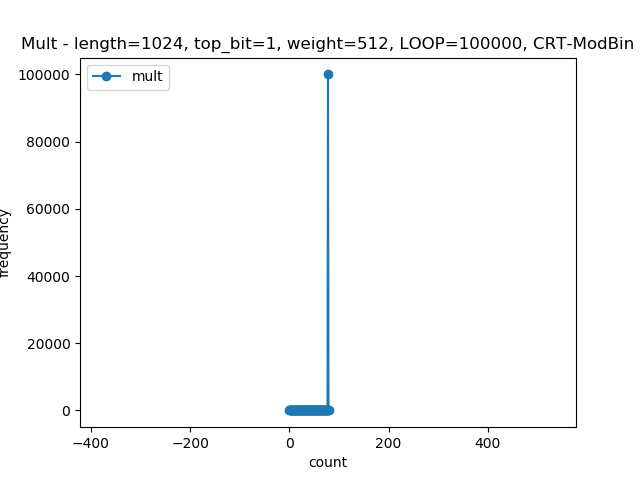 Mult - length=1024, top_bit=1, weight=512, LOOP=100000, CRT-ModBin
mult
100000
80000
60000
40000
20000
0
frequency
−400
−200
0
200
400
count